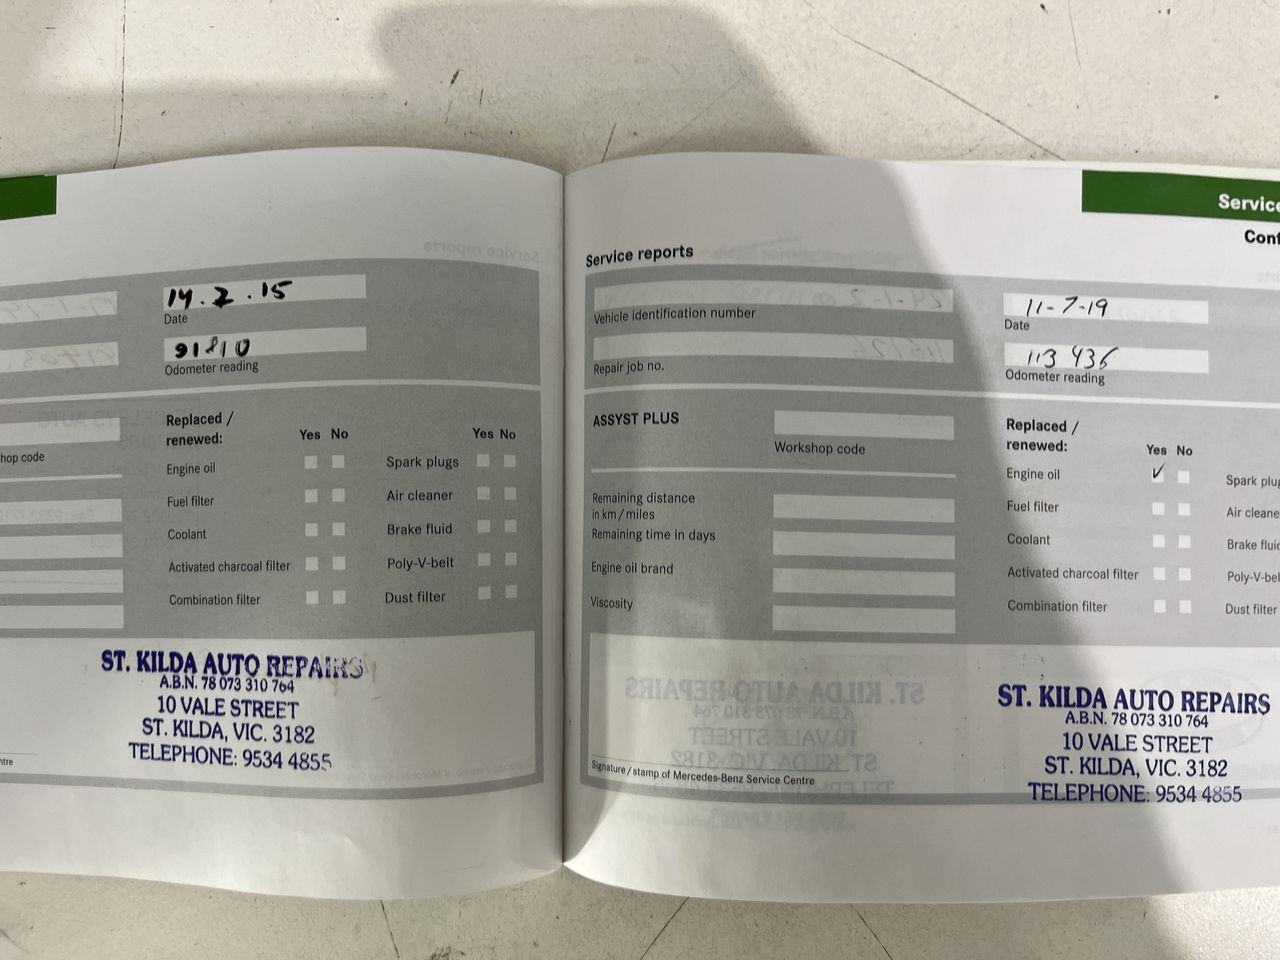 14.2.15
Date
91810
Odometer reading
hop code
Replaced /
renewed:
Yes No
Yes No
Engine oil
Spark plugs
Fuel filter
Air cleaner
Coolant
Brake fluid
Activated charcoal filter
Poly-V-belt
Combination filter
Dust filter
ST. KILDA AUTO REPAIRS
A.B.N. 78 073 310 764
10 VALE STREET
ST. KILDA, VIC. 3182
TELEPHONE: 9534 4855
ntre
Service
Conf
Service reports
Vehicle identification number
11-7-19
Date
Repair job no.
113 436
Odometer reading
ASSYST PLUS
Workshop code
Remaining distance
in km/miles
Remaining time in days
Engine oil brand
Viscosity
Replaced /
renewed:
Yes No
Engine oil ✓
Spark plug
Fuel filter
Air cleane
Coolant
Brake fluid
Activated charcoal filter
Poly-V-bel
Combination filter
Dust filter
Signature/stamp of Mercedes-Benz Service Centre
ST. KILDA AUTO REPAIRS
A.B.N. 78 073 310 764
10 VALE STREET
ST. KILDA, VIC. 3182
TELEPHONE: 9534 4855